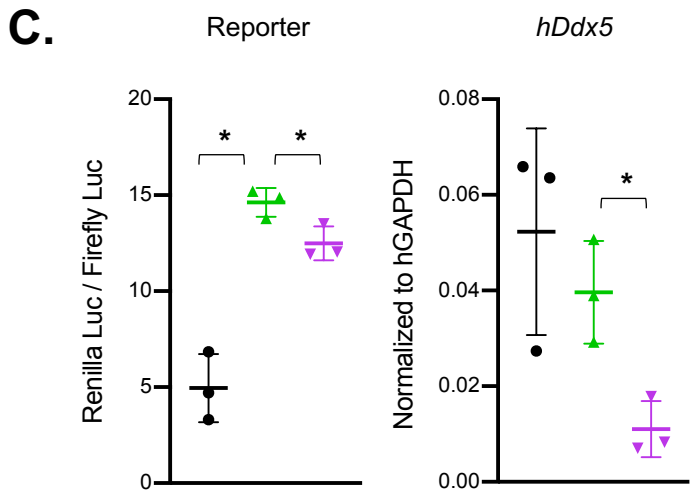 C.
Reporter
hDdx5
Renilla Luc / Firefly Luc
20
15
10
5
0
*
*
Normalized to hGAPDH
0.08
0.06
0.04
0.02
0.00
*